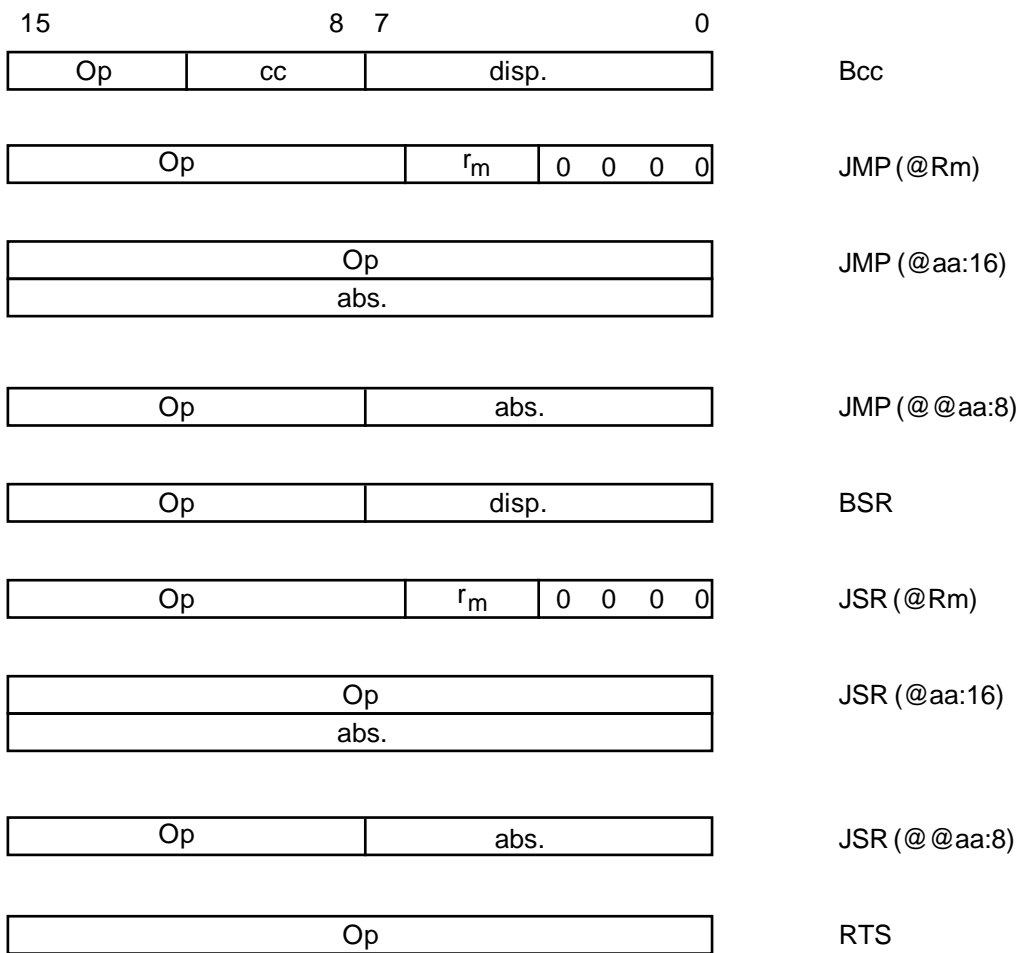 15 8 7 0
Op cc disp. Bcc
Op rm 0 0 0 0 JMP (@Rm)
Op JMP (@aa:16)
abs.
Op abs. JMP (@@aa:8)
Op disp. BSR
Op rm 0 0 0 0 JSR (@Rm)
Op JSR (@aa:16)
abs.
Op abs. JSR (@@aa:8)
Op RTS